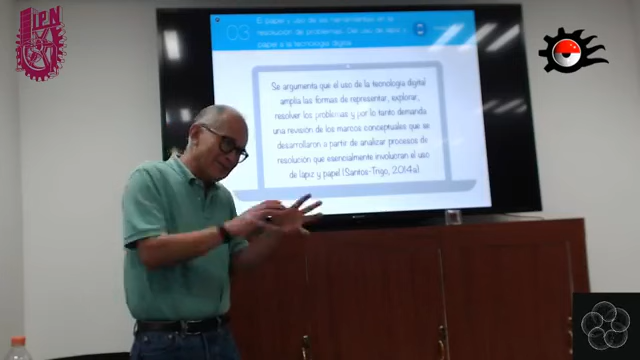 IPN
03
El papel y uso de las herramientas en la
resolución de problemas: Del uso de lápiz y
papel a la tecnología digital
Se argumenta que el uso de la tecnología digital
amplía las formas de representar, explorar,
resolver los problemas y por lo tanto demanda
una revisión de los marcos conceptuales que se
desarrollaron a partir de analizar procesos de
resolución que esencialmente involucran el uso
de lápiz y papel (Santos-Trigo, 2014a).